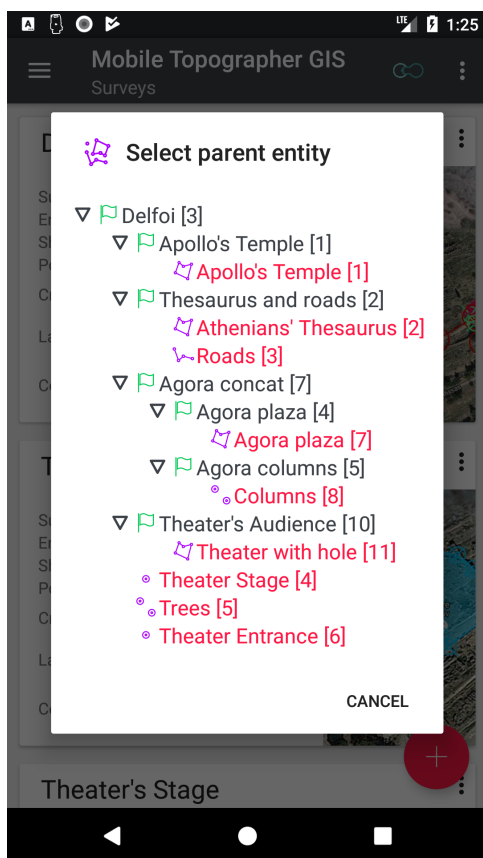 LTE 1:25
Mobile Topographer GIS
Surveys
Select parent entity
Delfoi [3]
Apollo's Temple [1]
Apollo's Temple [1]
Thesaurus and roads [2]
Athenians' Thesaurus [2]
Roads [3]
Agora concat [7]
Agora plaza [4]
Agora plaza [7]
Agora columns [5]
Columns [8]
Theater's Audience [10]
Theater with hole [11]
Theater Stage [4]
Trees [5]
Theater Entrance [6]
CANCEL
Theater's Stage